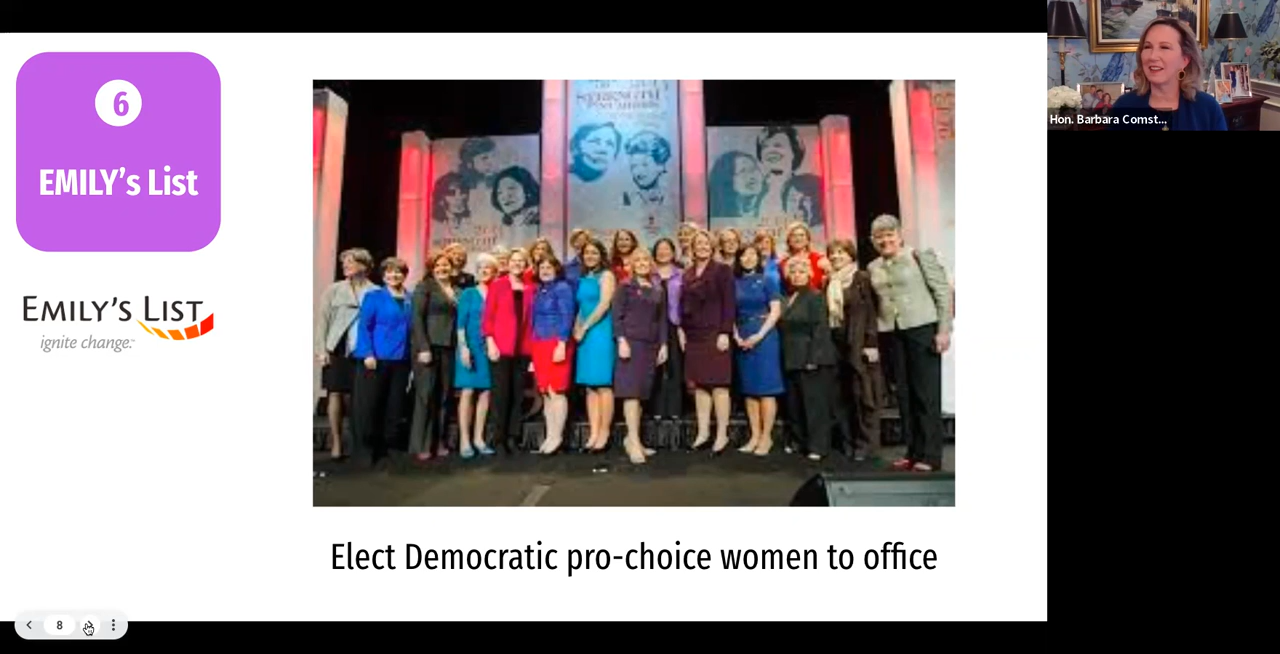 6
EMILY's List
EMILY'S LIST
ignite change.
Elect Democratic pro-choice women to office
8
Hon. Barbara Comst...